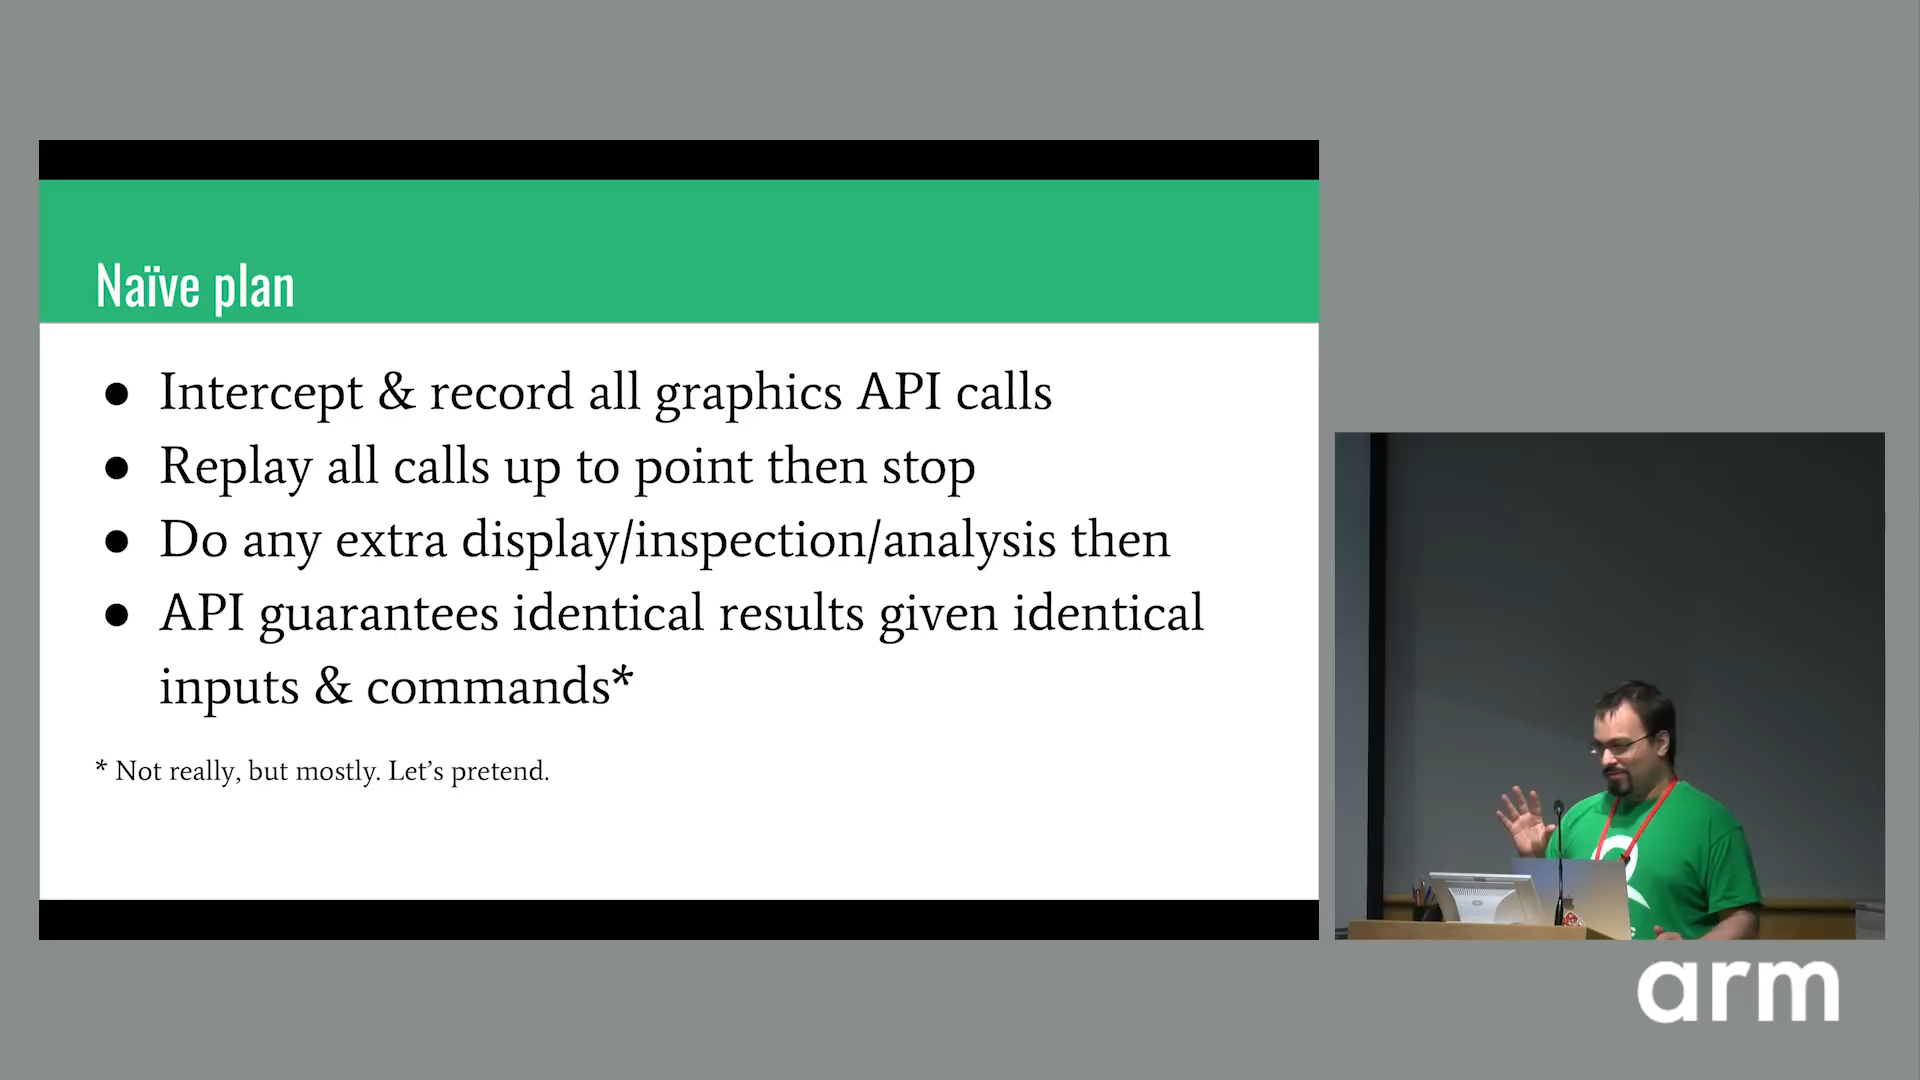 Naïve plan
● Intercept & record all graphics API calls
● Replay all calls up to point then stop
● Do any extra display/inspection/analysis then
● API guarantees identical results given identical
inputs & commands*
* Not really, but mostly. Let’s pretend.
arm